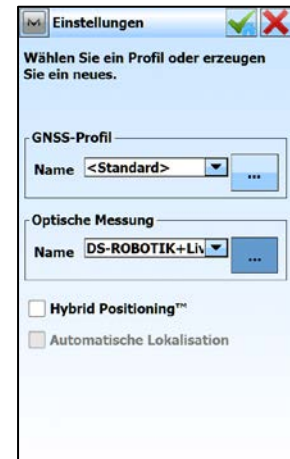 Einstellungen
Wählen Sie ein Profil oder erzeugen
Sie ein neues.
GNSS-Profil
Name <Standard> ...
Optische Messung
Name DS-ROBOTIK+Liv ...
Hybrid Positioning™
Automatische Lokalisation